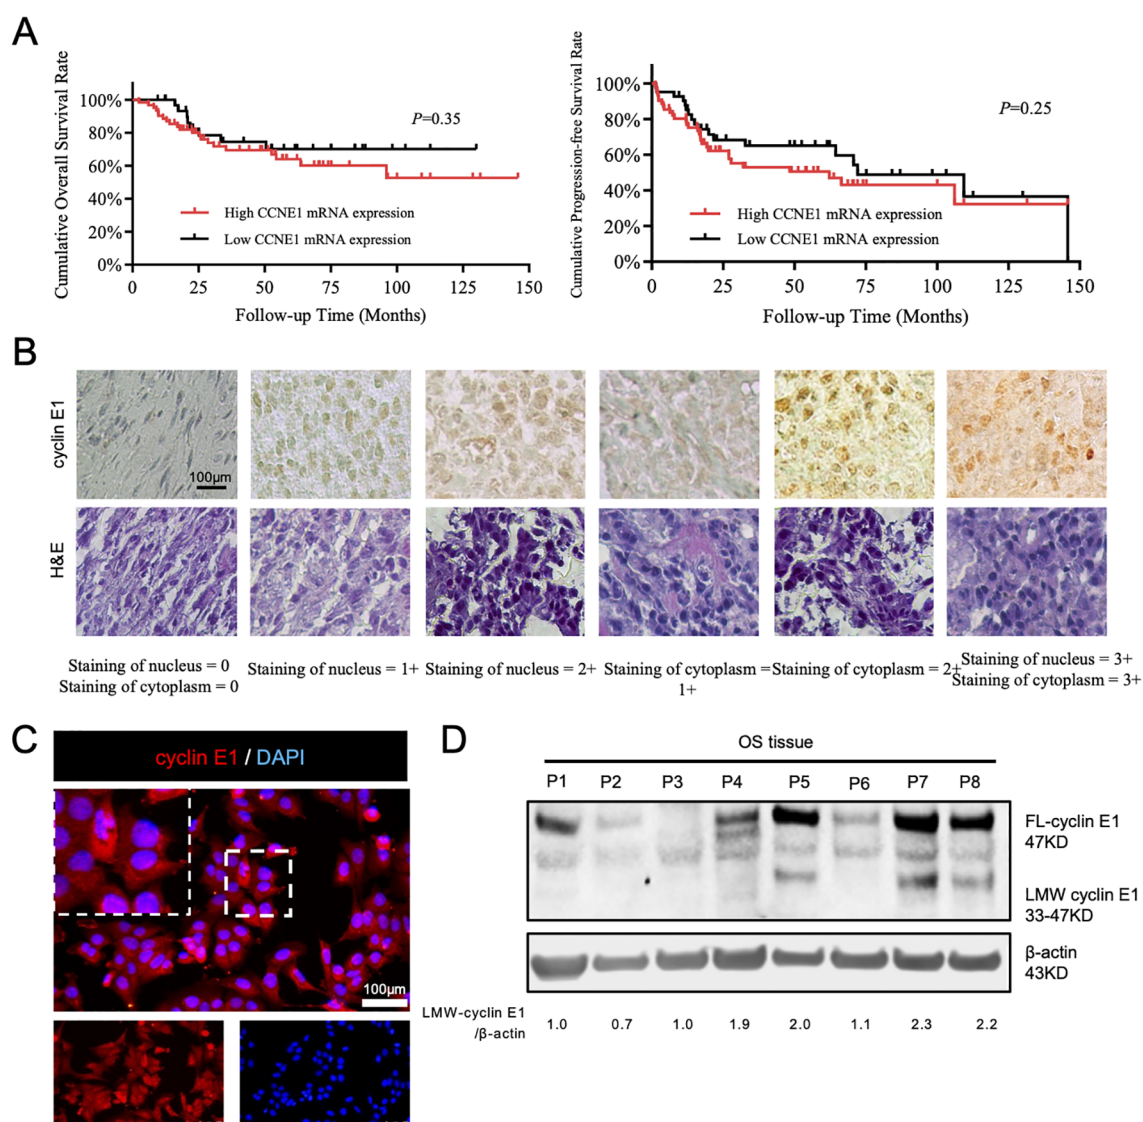 A
Cumulative Overall Survival Rate
100%
80%
60%
40%
20%
0%
P=0.35
High CCNE1 mRNA expression
Low CCNE1 mRNA expression
0 25 50 75 100 125 150
Follow-up Time (Months)
Cumulative Progression-free Survival Rate
100%
80%
60%
40%
20%
0%
P=0.25
High CCNE1 mRNA expression
Low CCNE1 mRNA expression
0 25 50 75 100 125 150
Follow-up Time (Months)
B
cyclin E1
100μm
H&E
Staining of nucleus = 0
Staining of cytoplasm = 0
Staining of nucleus = 1+
Staining of nucleus = 2+
Staining of cytoplasm =
1+
Staining of cytoplasm = 2+
Staining of nucleus = 3+
Staining of cytoplasm = 3+
C
cyclin E1 / DAPI
100μm
D
OS tissue
P1 P2 P3 P4 P5 P6 P7 P8
FL-cyclin E1
47KD
LMW cyclin E1
33-47KD
β-actin
43KD
LMW-cyclin E1
/β-actin
1.0 0.7 1.0 1.9 2.0 1.1 2.3 2.2